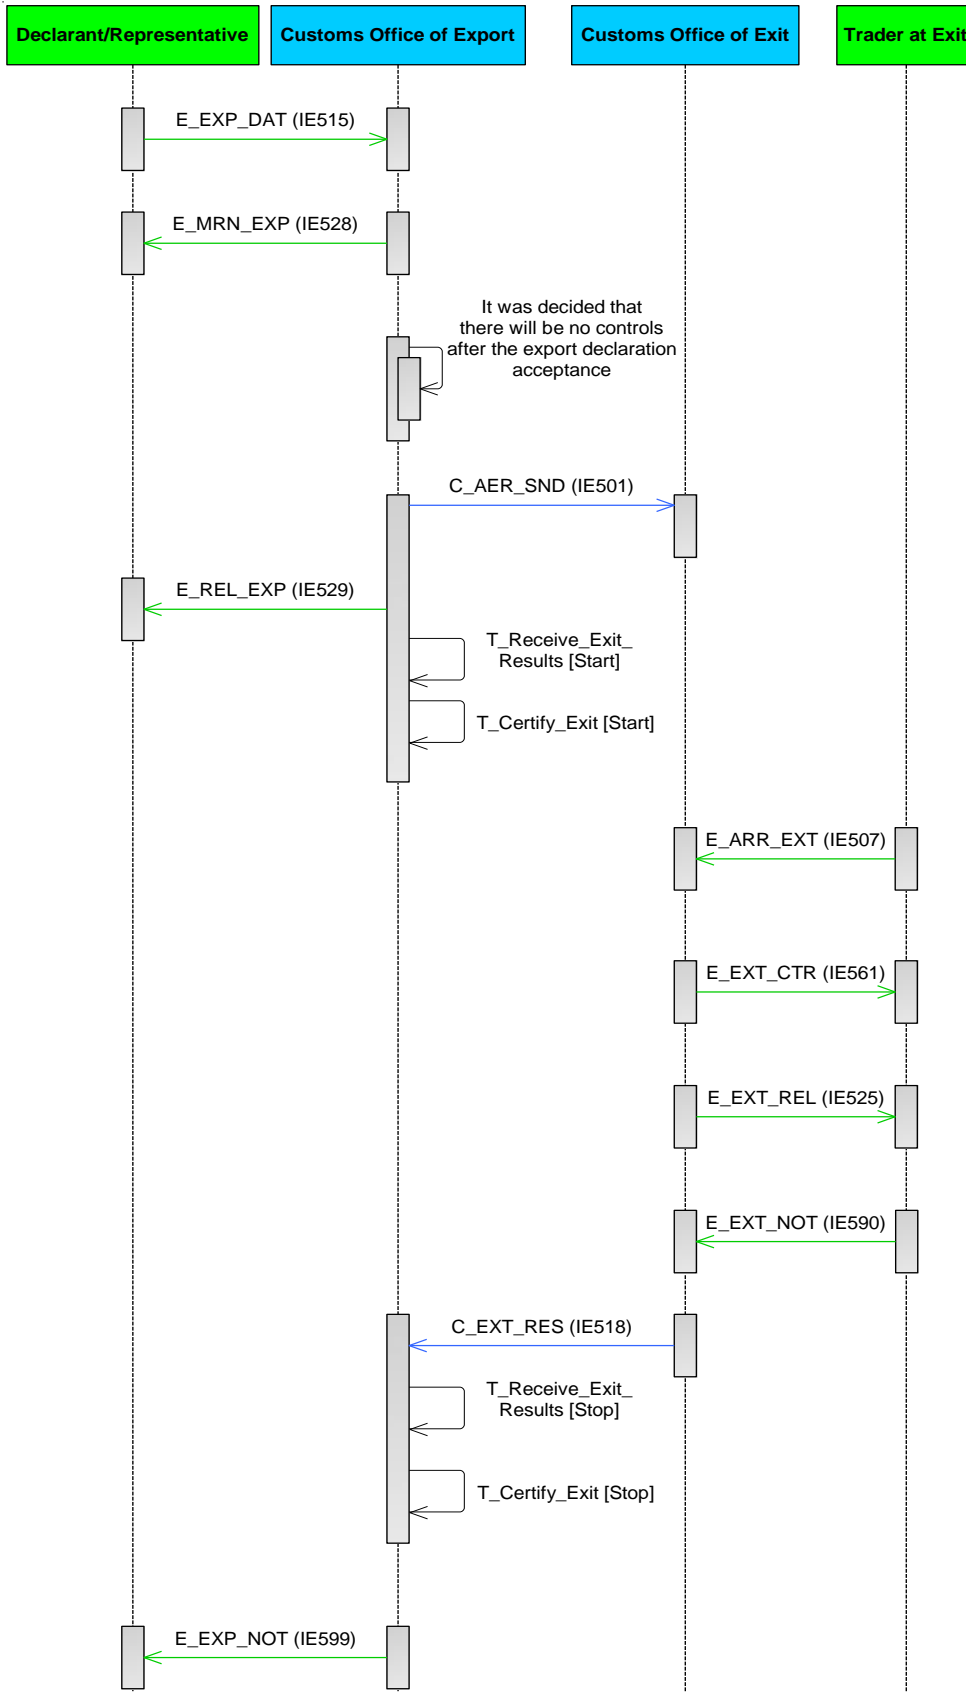 Declarant/Representative
Customs Office of Export
Customs Office of Exit
Trader at Exit
E_EXP_DAT (IE515)
E_MRN_EXP (IE528)
It was decided that
there will be no controls
after the export declaration
acceptance
C_AER_SND (IE501)
E_REL_EXP (IE529)
T_Receive_Exit_
Results [Start]
T_Certify_Exit [Start]
E_ARR_EXT (IE507)
E_EXT_CTR (IE561)
E_EXT_REL (IE525)
E_EXT_NOT (IE590)
C_EXT_RES (IE518)
T_Receive_Exit_
Results [Stop]
T_Certify_Exit [Stop]
E_EXP_NOT (IE599)